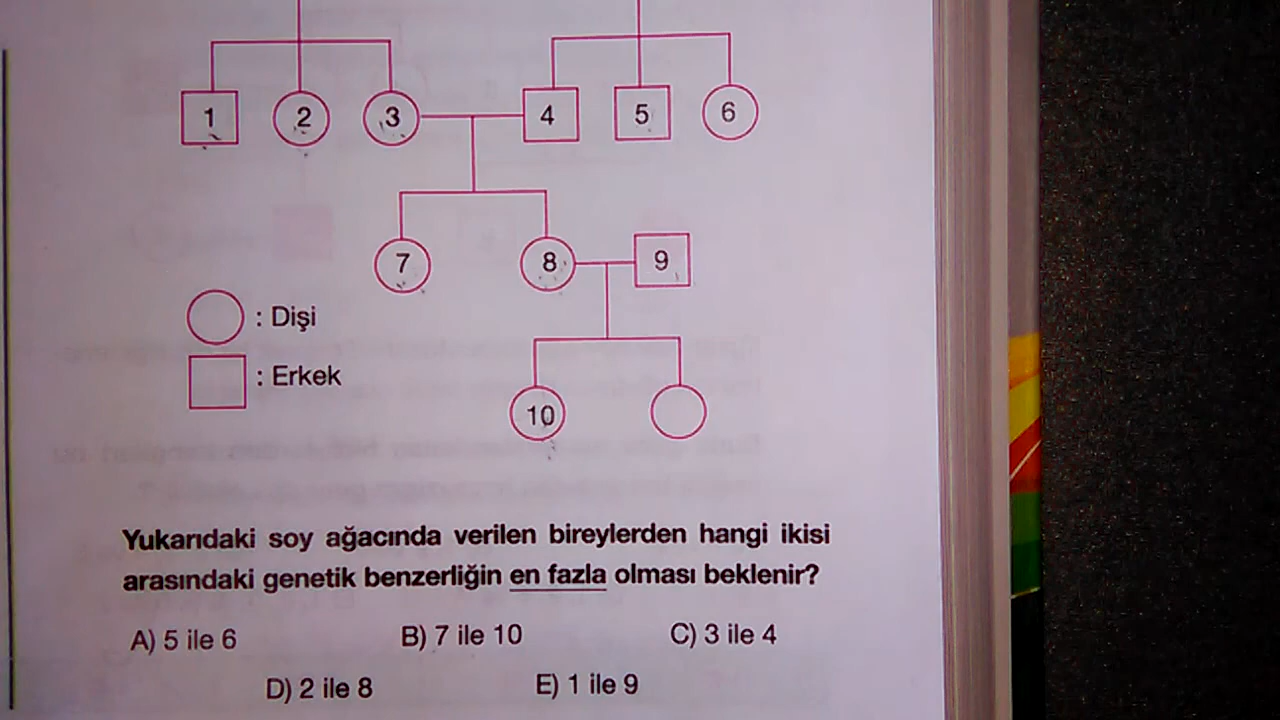 1 2 3 4 5 6
7 8 9
: Dişi
: Erkek
10
Yukarıdaki soy ağacında verilen bireylerden hangi ikisi
arasındaki genetik benzerliğin en fazla olması beklenir?
A) 5 ile 6 B) 7 ile 10 C) 3 ile 4
D) 2 ile 8 E) 1 ile 9